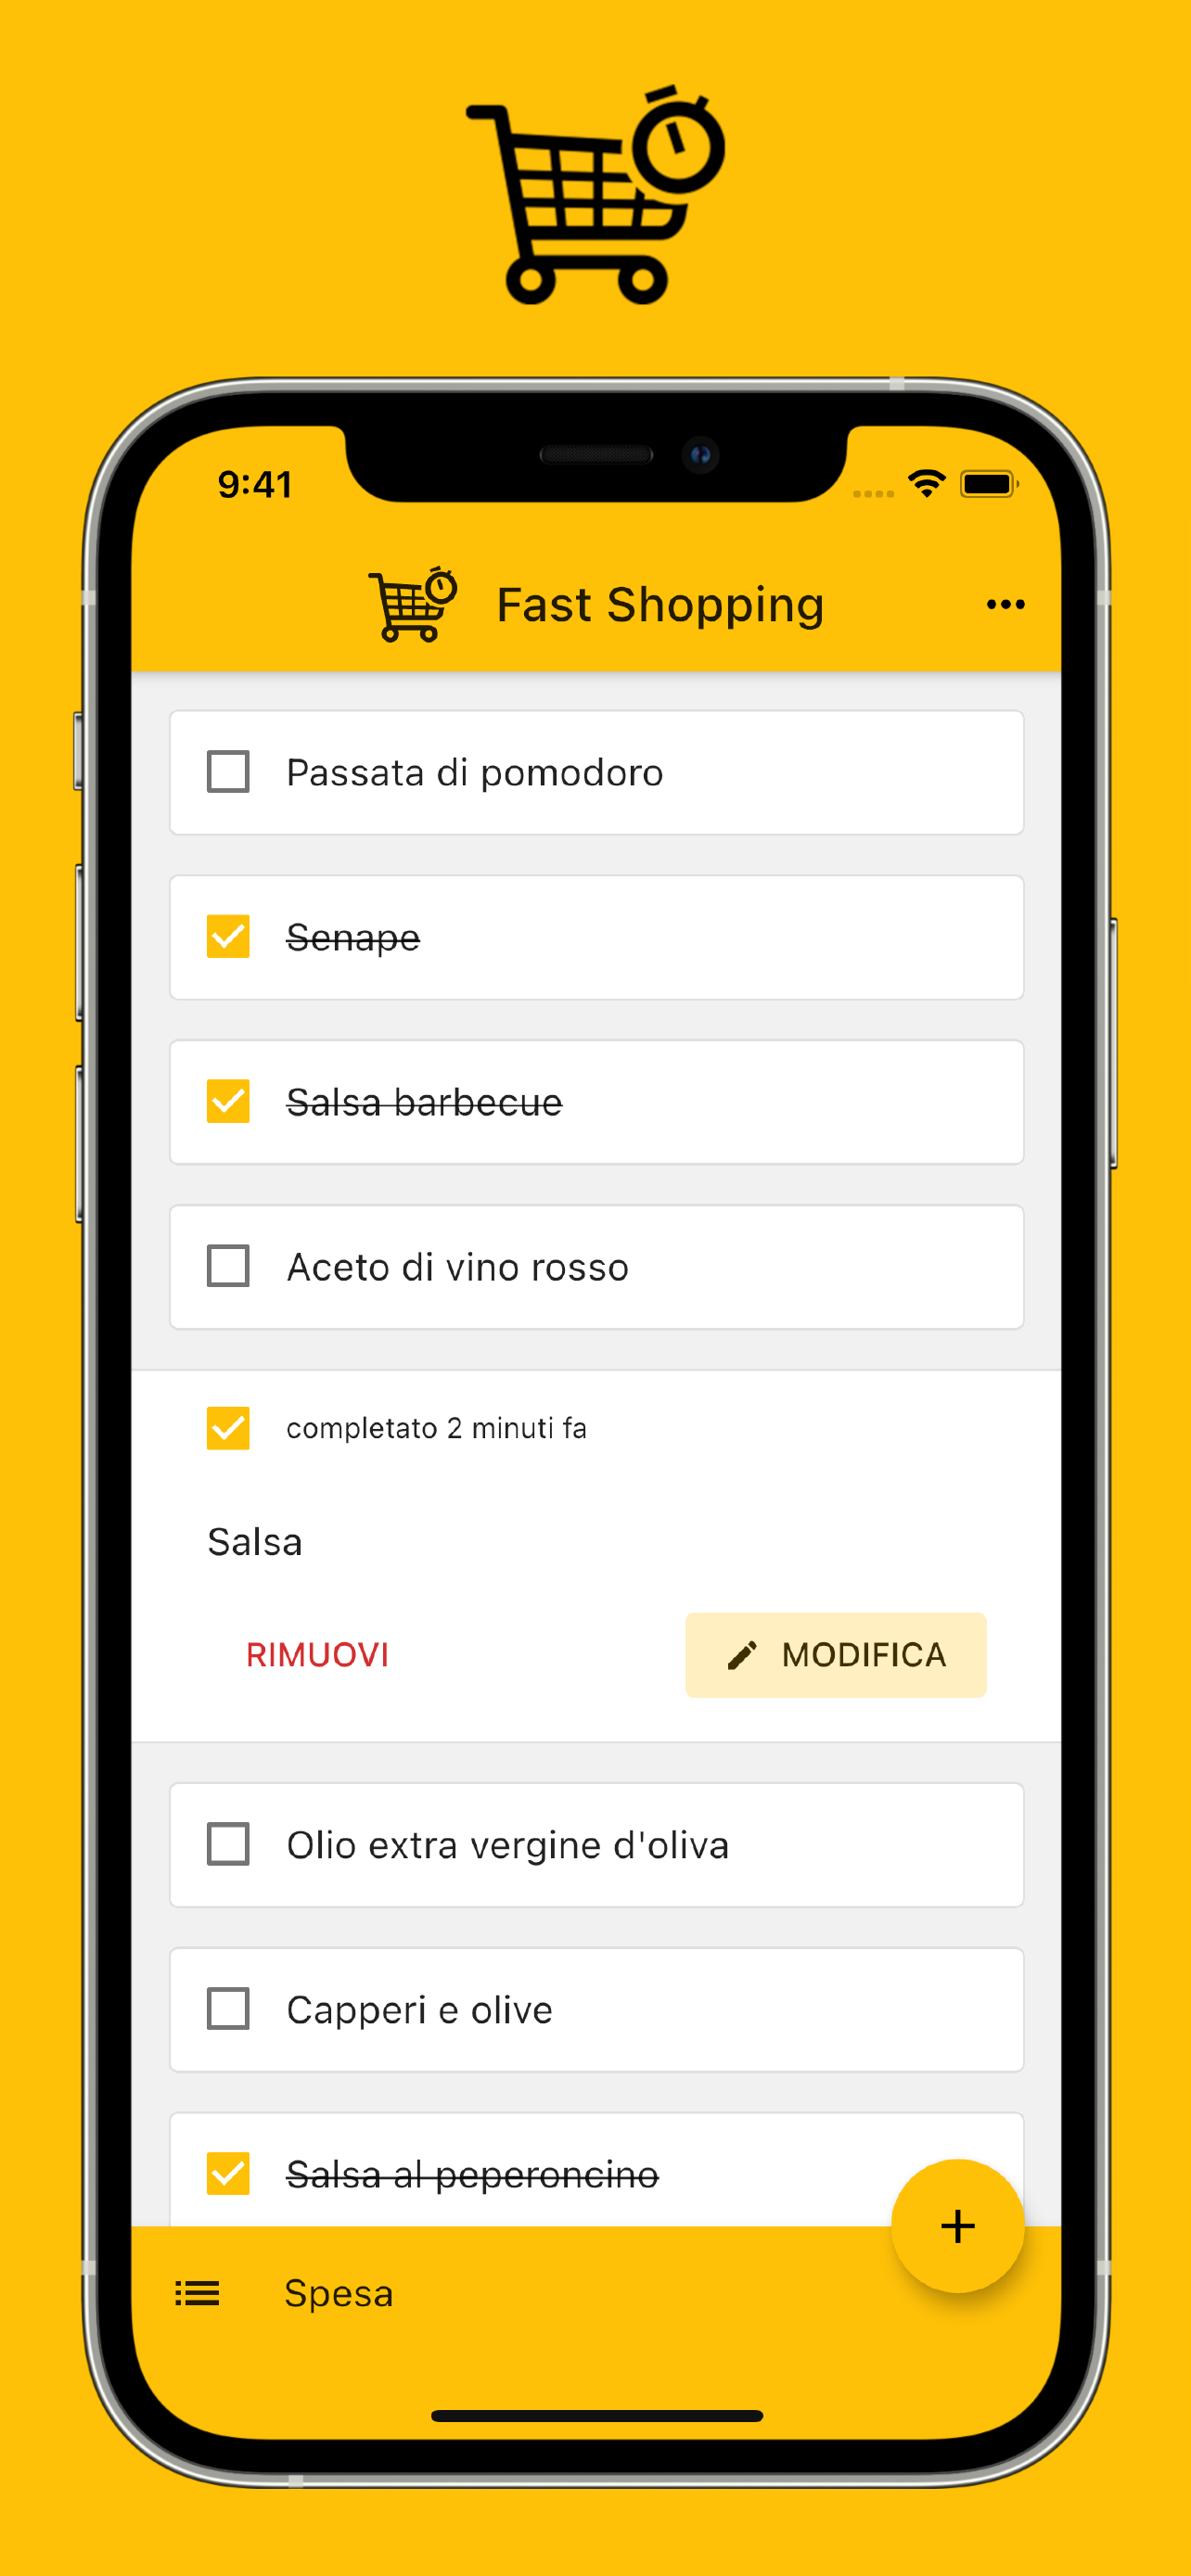 9:41
Fast Shopping
Passata di pomodoro
Senape
Salsa barbecue
Aceto di vino rosso
completato 2 minuti fa
Salsa
RIMUOVI
MODIFICA
Olio extra vergine d'oliva
Capperi e olive
Salsa al peperoncino
Spesa